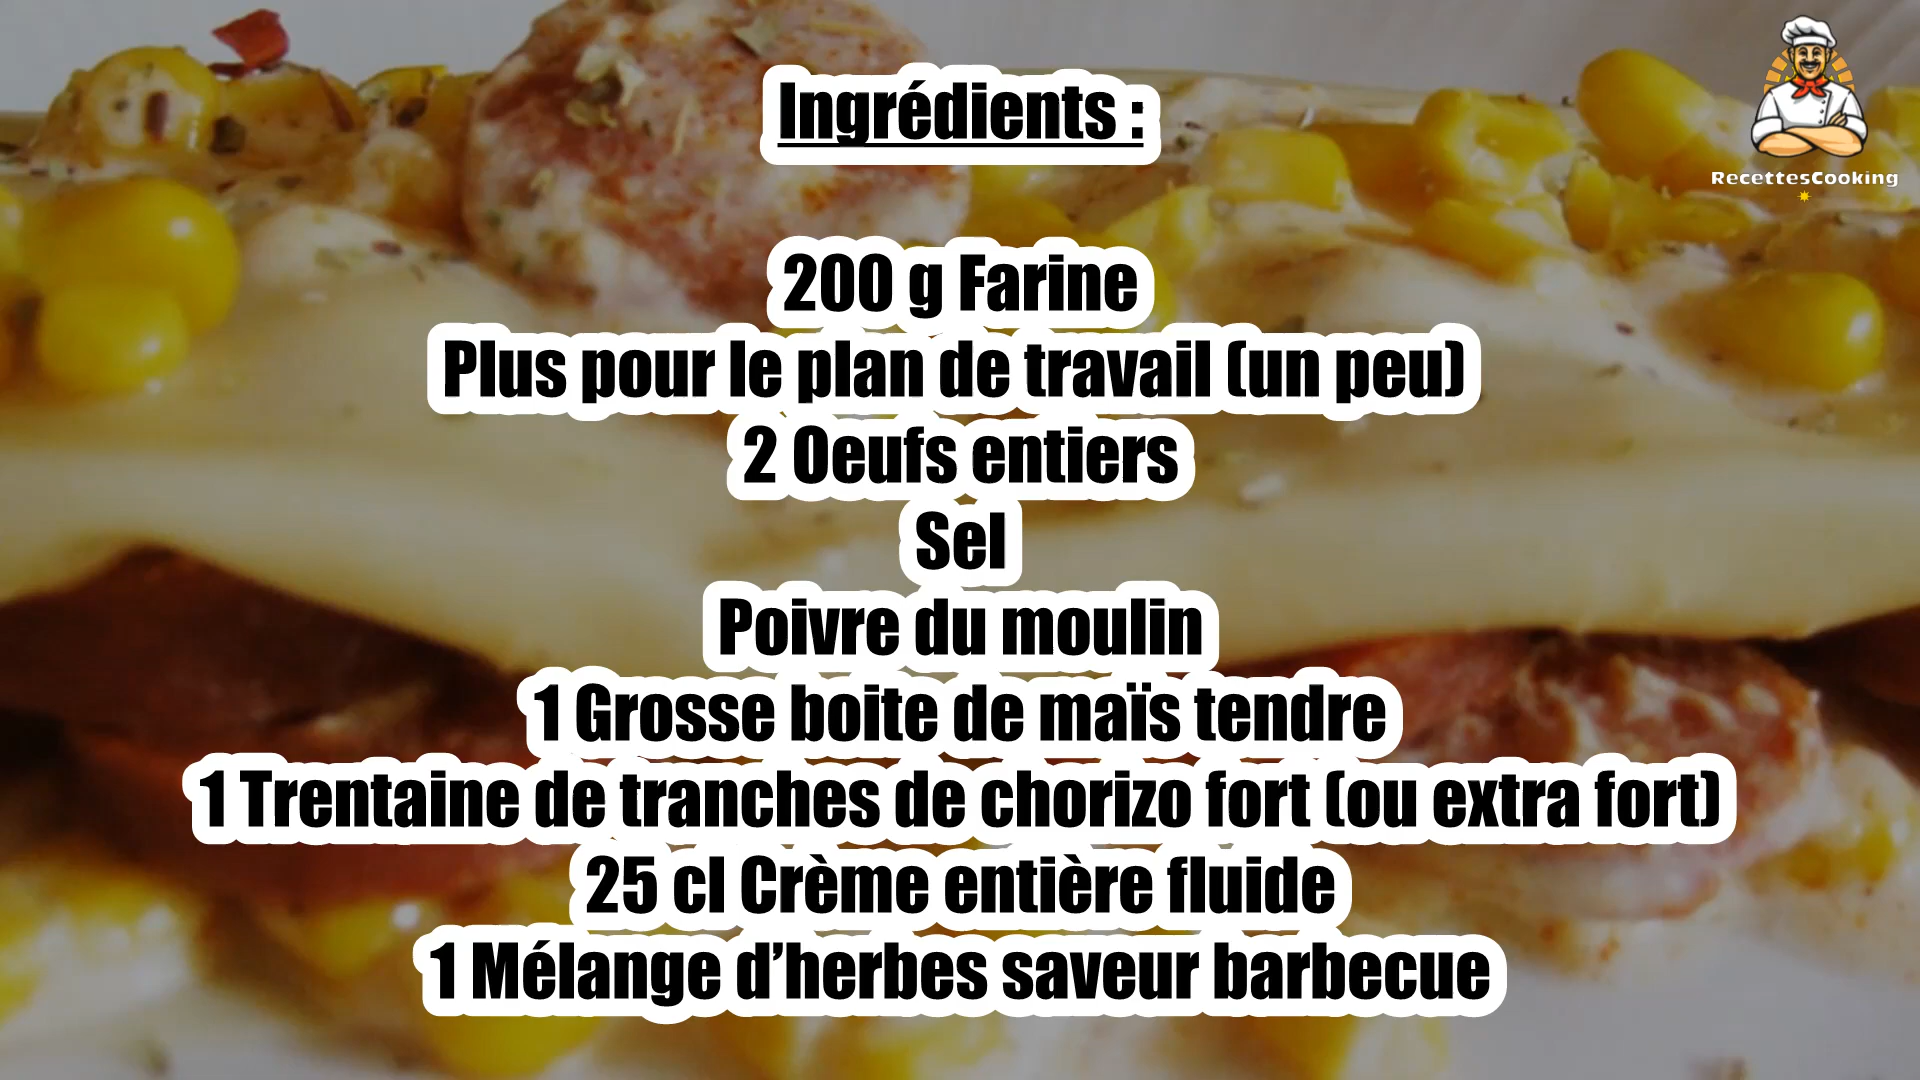 Ingrédients :
RecettesCooking
200 g Farine
Plus pour le plan de travail (un peu)
2 Oeufs entiers
Sel
Poivre du moulin
1 Grosse boite de maïs tendre
1 Trentaine de tranches de chorizo fort (ou extra fort)
25 cl Crème entière fluide
1 Mélange d’herbes saveur barbecue